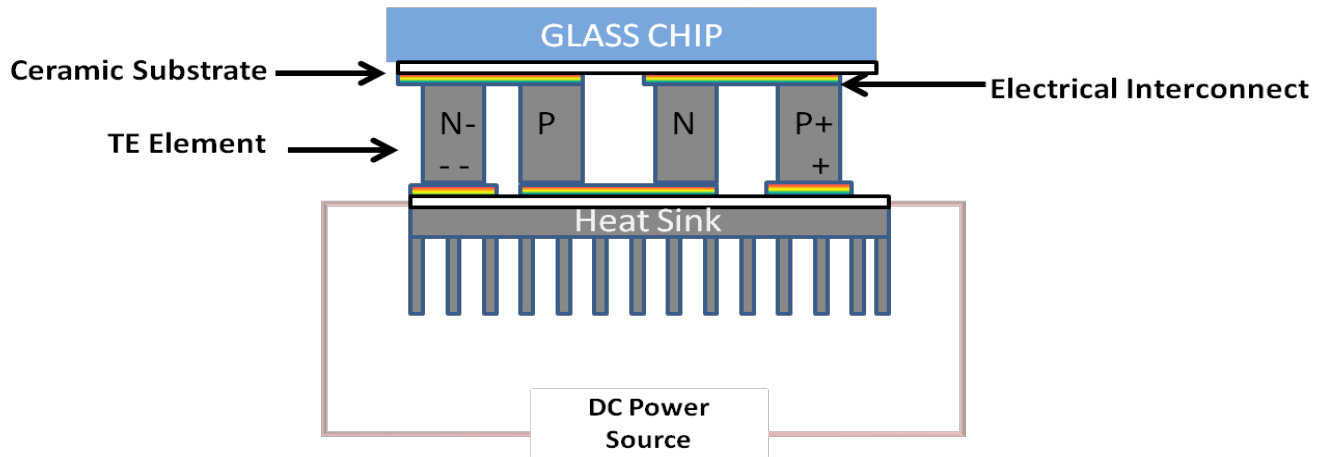 GLASS CHIP
Ceramic Substrate
Electrical Interconnect
TE Element
N- P N P+
- - +
Heat Sink
DC Power
Source